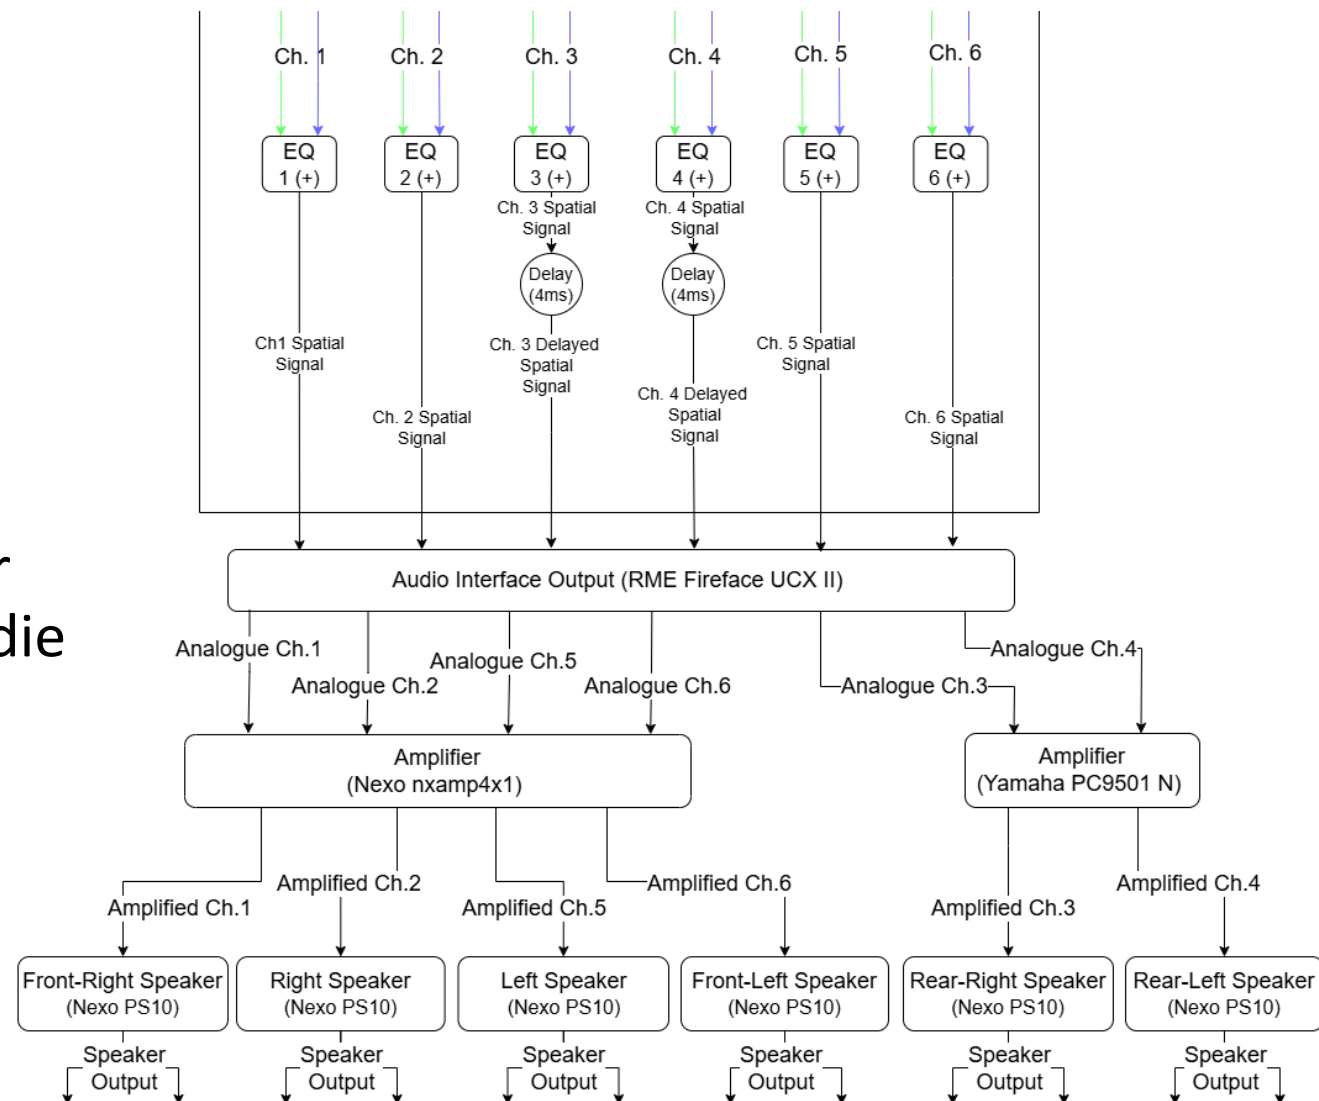 Ch. 1
Ch. 2
Ch. 3
Ch. 4
Ch. 5
Ch. 6
EQ
1 (+)
EQ
2 (+)
EQ
3 (+)
EQ
4 (+)
EQ
5 (+)
EQ
6 (+)
Ch. 3 Spatial
Signal
Ch. 4 Spatial
Signal
Delay
(4ms)
Delay
(4ms)
Ch1 Spatial
Signal
Ch. 2 Spatial
Signal
Ch. 3 Delayed
Spatial
Signal
Ch. 4 Delayed
Spatial
Signal
Ch. 5 Spatial
Signal
Ch. 6 Spatial
Signal
r
die
Audio Interface Output (RME Fireface UCX II)
Analogue Ch.1
Analogue Ch.2
Analogue Ch.5
Analogue Ch.6
Analogue Ch.3
Analogue Ch.4
Amplifier
(Nexo nxamp4x1)
Amplifier
(Yamaha PC9501 N)
Amplified Ch.1
Amplified Ch.2
Amplified Ch.5
Amplified Ch.6
Amplified Ch.3
Amplified Ch.4
Front-Right Speaker
(Nexo PS10)
Right Speaker
(Nexo PS10)
Left Speaker
(Nexo PS10)
Front-Left Speaker
(Nexo PS10)
Rear-Right Speaker
(Nexo PS10)
Rear-Left Speaker
(Nexo PS10)
Speaker
Output
Speaker
Output
Speaker
Output
Speaker
Output
Speaker
Output
Speaker
Output